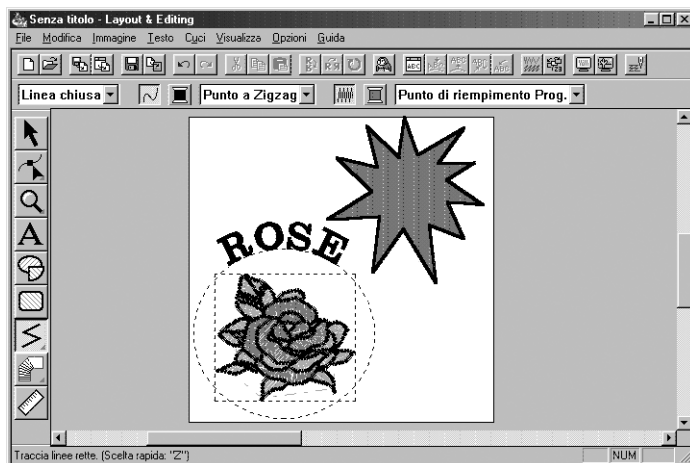 Senza titolo - Layout & Editing
File Modifica Immagine Testo Cuci Visualizza Opzioni Guida
Linea chiusa Punto a Zigzag Punto di riempimento Prog.
A
ROSE
Traccia linee rette. (Scelta rapida: "Z") NUM